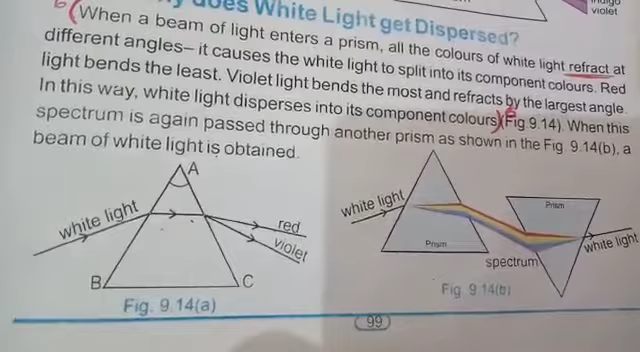 indigo
violet
does White Light get Dispersed?
When a beam of light enters a prism, all the colours of white light refract at
different angles– it causes the white light to split into its component colours. Red
light bends the least. Violet light bends the most and refracts by the largest angle.
In this way, white light disperses into its component colours (Fig 9.14). When this
spectrum is again passed through another prism as shown in the Fig. 9.14(b), a
beam of white light is obtained.
A
white light
red
violet
B
C
Fig. 9.14(a)
white light
Prism
Prism
spectrum
white light
Fig 9.14(b)
99